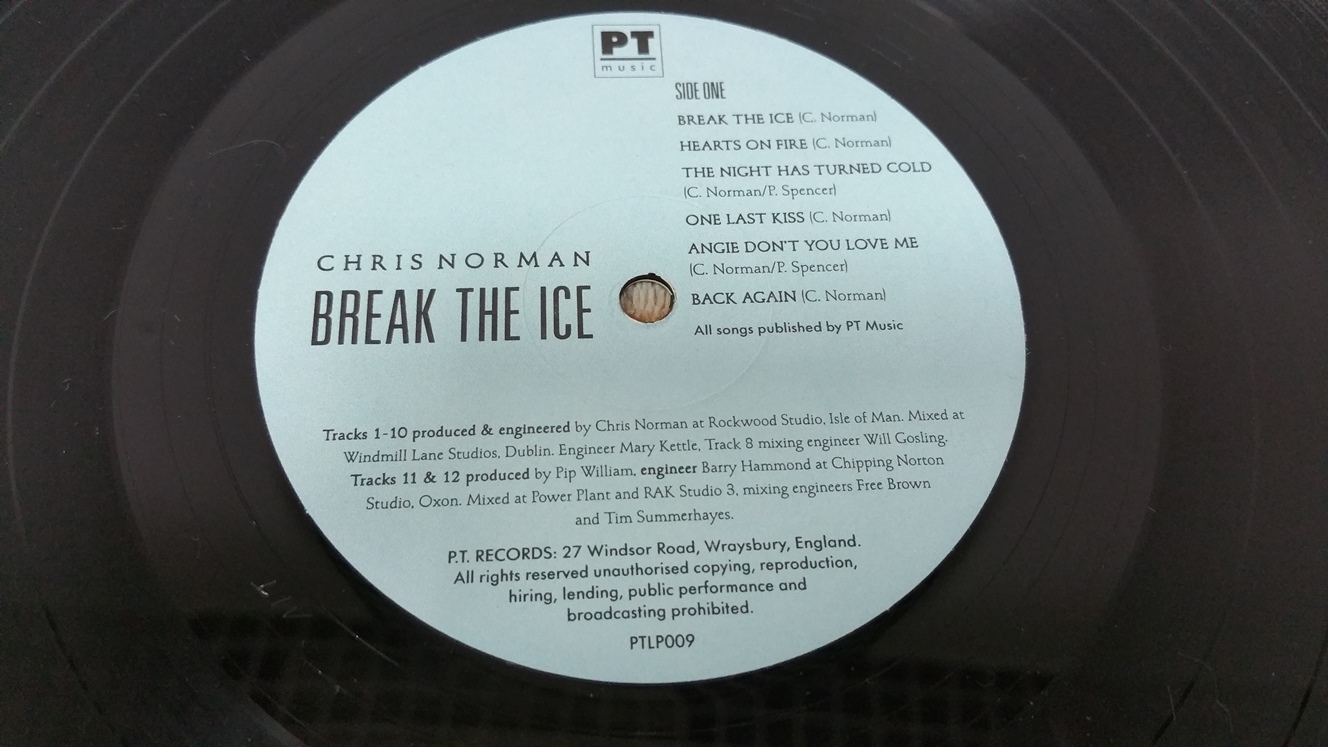 PT
music
SIDE ONE
BREAK THE ICE (C. Norman)
HEARTS ON FIRE (C. Norman)
THE NIGHT HAS TURNED COLD
(C. Norman/P. Spencer)
ONE LAST KISS (C. Norman)
ANGIE DON'T YOU LOVE ME
(C. Norman/P. Spencer)
BACK AGAIN (C. Norman)
All songs published by PT Music
CHRIS NORMAN
BREAK THE ICE
Tracks 1-10 produced & engineered by Chris Norman at Rockwood Studio, Isle of Man. Mixed at
Windmill Lane Studios, Dublin. Engineer Mary Kettle, Track 8 mixing engineer Will Gosling.
Tracks 11 & 12 produced by Pip William, engineer Barry Hammond at Chipping Norton
Studio, Oxon. Mixed at Power Plant and RAK Studio 3, mixing engineers Free Brown
and Tim Summerhayes.
P.T. RECORDS: 27 Windsor Road, Wraysbury, England.
All rights reserved unauthorised copying, reproduction,
hiring, lending, public performance and
broadcasting prohibited.
PTLP009